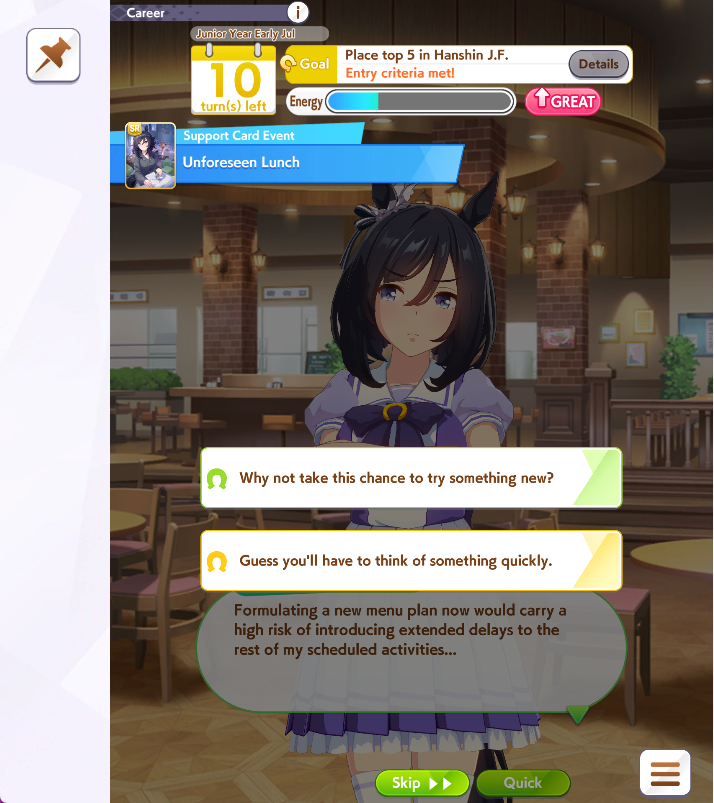 Career
i
Junior Year Early Jul
10
turn(s) left
Goal
Place top 5 in Hanshin J.F.
Entry criteria met!
Details
Energy
GREAT
SR
Support Card Event
Unforeseen Lunch
Why not take this chance to try something new?
Guess you'll have to think of something quickly.
Formulating a new menu plan now would carry a
high risk of introducing extended delays to the
rest of my scheduled activities...
Skip
Quick